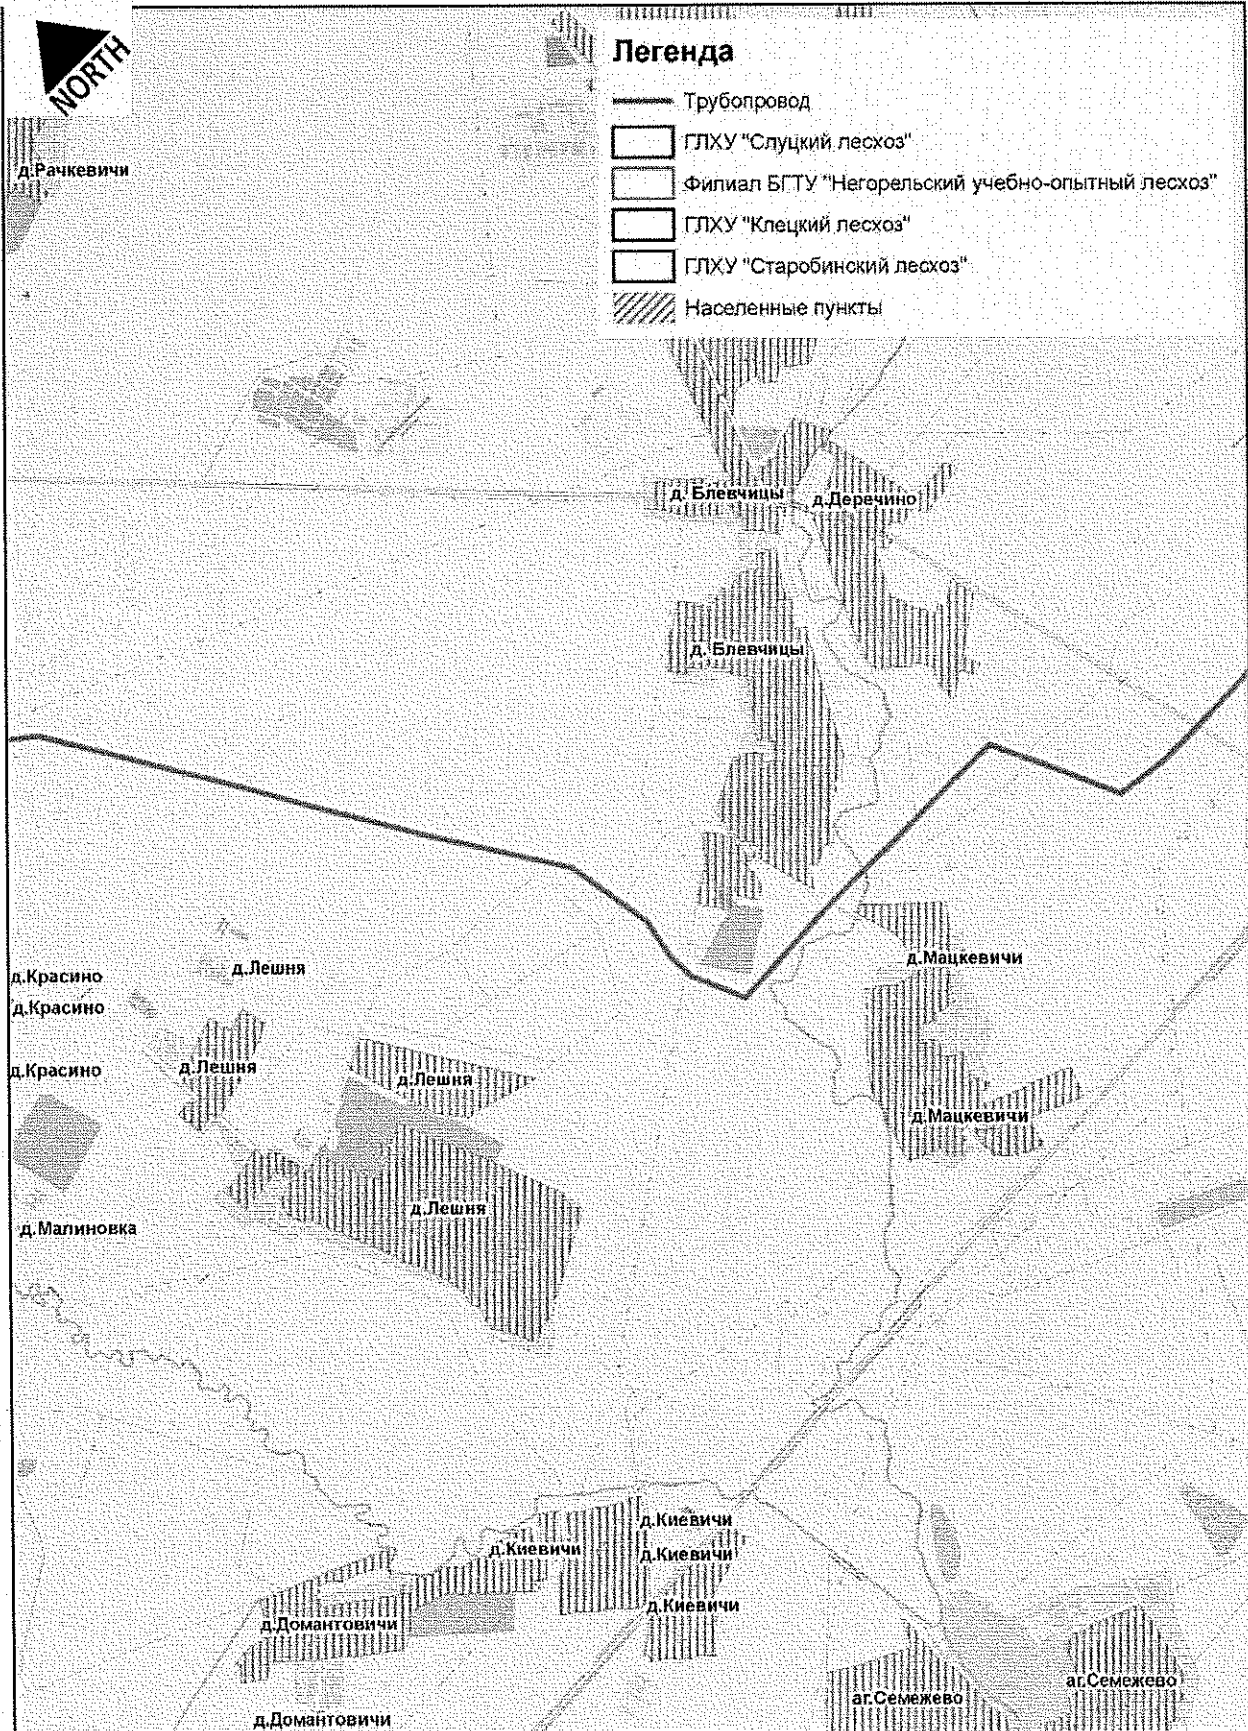 NORTH
Легенда
Трубопровод
ГЛХУ "Слуцкий лесхоз"
Филиал БГТУ "Негорельский учебно-опытный лесхоз"
ГЛХУ "Клецкий лесхоз"
ГЛХУ "Старобинский лесхоз"
Населенные пункты
д.Рачкевичи
д. Блевчицы
д.Деречино
д. Блевчицы
д.Мацкевичи
д.Лешня
д.Красино
д.Красино
д.Красино
д.Лешня
д.Лешня
д.Мацкевичи
д.Лешня
д.Малиновка
д.Киевичи
д.Киевичи
д.Киевичи
д.Киевичи
д.Домантовичи
аг.Семежево
аг.Семежево
д.Домантовичи